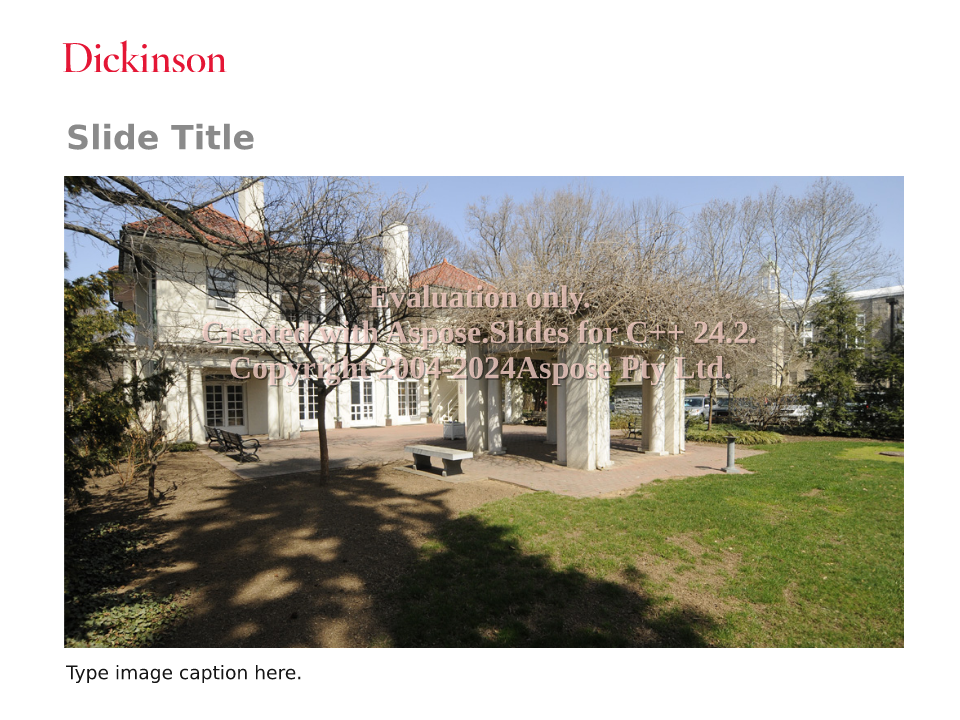 Dickinson
Slide Title
Evaluation only.
Created with Aspose.Slides for C++ 24.2.
Copyright 2004-2024Aspose Pty Ltd.
Type image caption here.